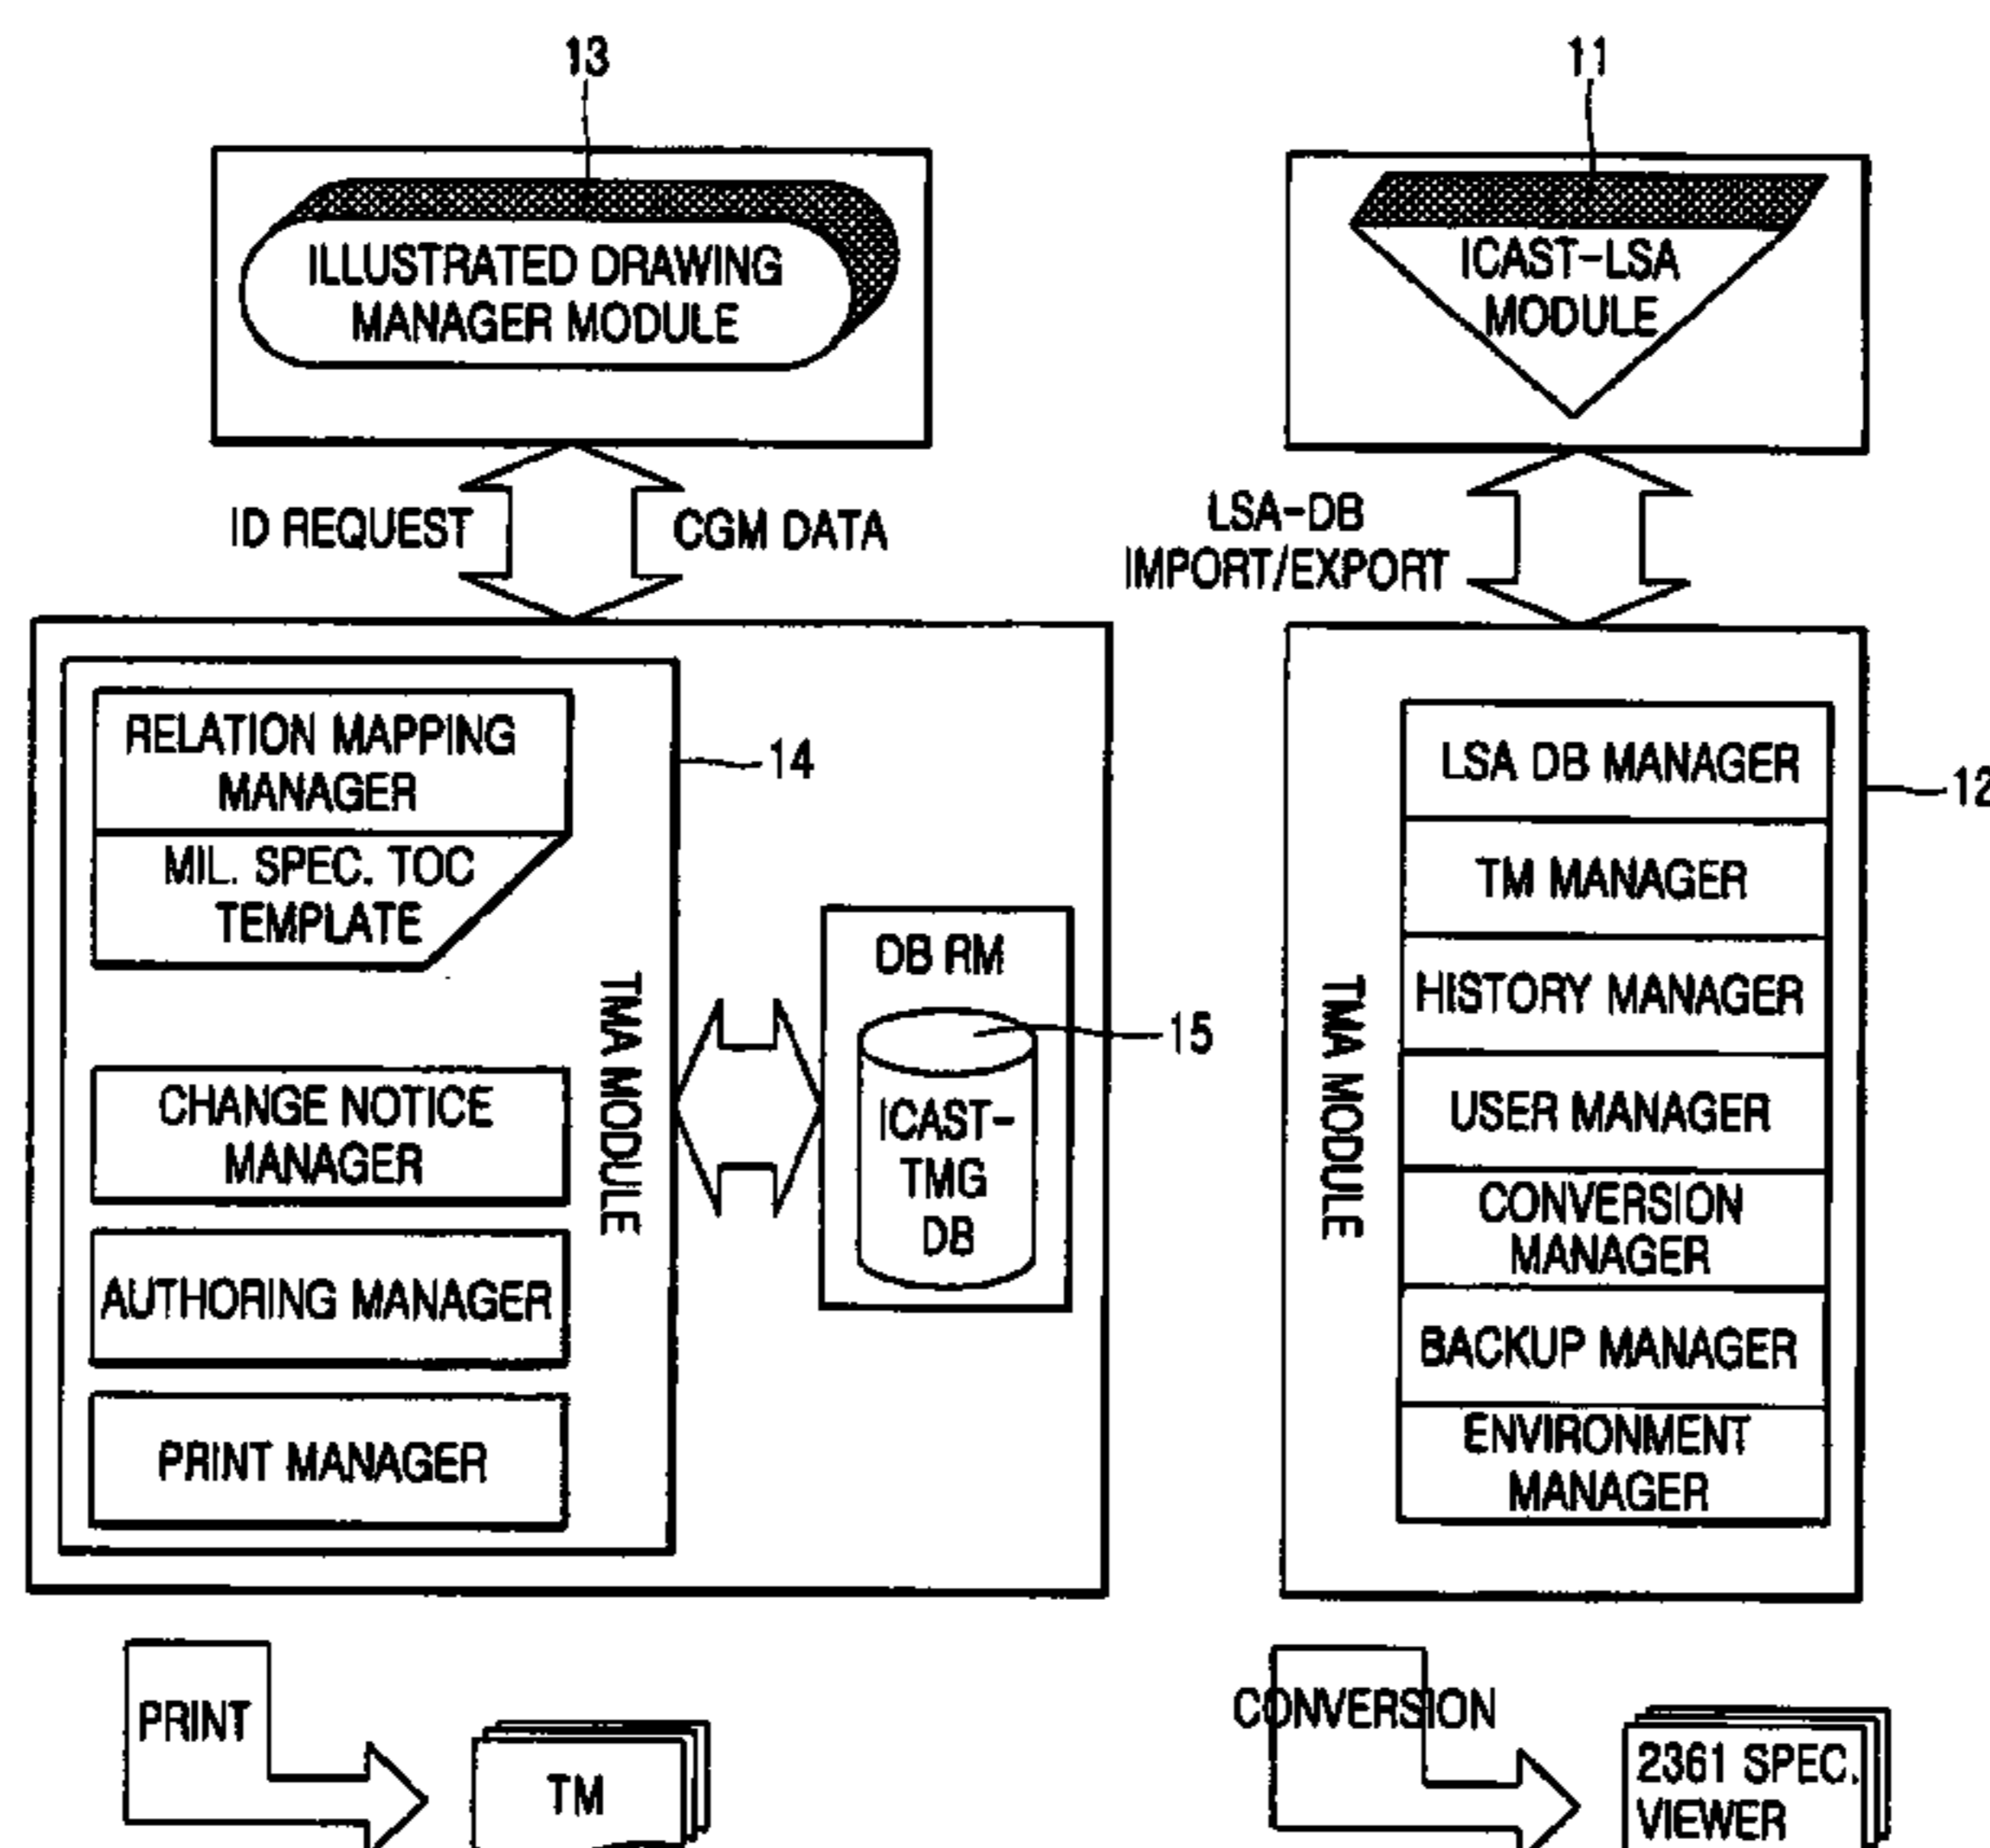 13
11
ILLUSTRATED DRAWING
MANAGER MODULE
ICAST-LSA
MODULE
ID REQUEST
CGM DATA
LSA-DB
IMPORT/EXPORT
RELATION MAPPING
MANAGER
MIL. SPEC. TOC
TEMPLATE
CHANGE NOTICE
MANAGER
AUTHORING MANAGER
PRINT MANAGER
TMA MODULE
14
DB RM
15
ICAST-
TMG
DB
TMA MODULE
LSA DB MANAGER
TM MANAGER
HISTORY MANAGER
USER MANAGER
CONVERSION
MANAGER
BACKUP MANAGER
ENVIRONMENT
MANAGER
12
PRINT
TM
CONVERSION
2361 SPEC.
VIEWER